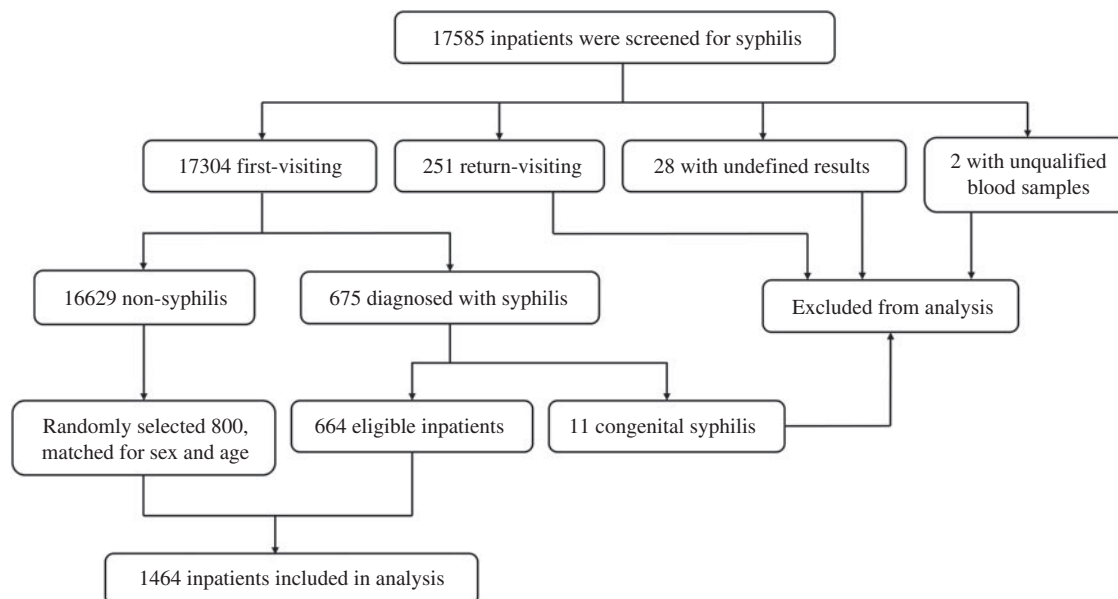 17585 inpatients were screened for syphilis
17304 first-visiting
251 return-visiting
28 with undefined results
2 with unqualified
blood samples
16629 non-syphilis
675 diagnosed with syphilis
Excluded from analysis
Randomly selected 800,
matched for sex and age
664 eligible inpatients
11 congenital syphilis
1464 inpatients included in analysis